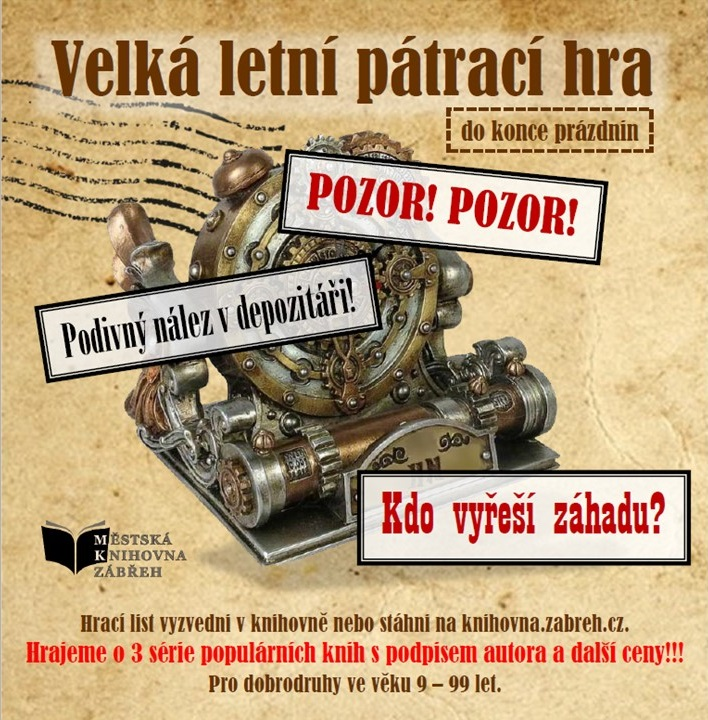 Velká letní pátrací hra
do konce prázdnin
POZOR! POZOR!
Podivný nález v depozitáři!
Kdo vyřeší záhadu?
MĚSTSKÁ
KNIHOVNA
ZÁBŘEH
Hrací list vyzvedni v knihovně nebo stáhni na knihovna.zabreh.cz.
Hrajeme o 3 série populárních knih s podpisem autora a další ceny!!!
Pro dobrodruhy ve věku 9 – 99 let.